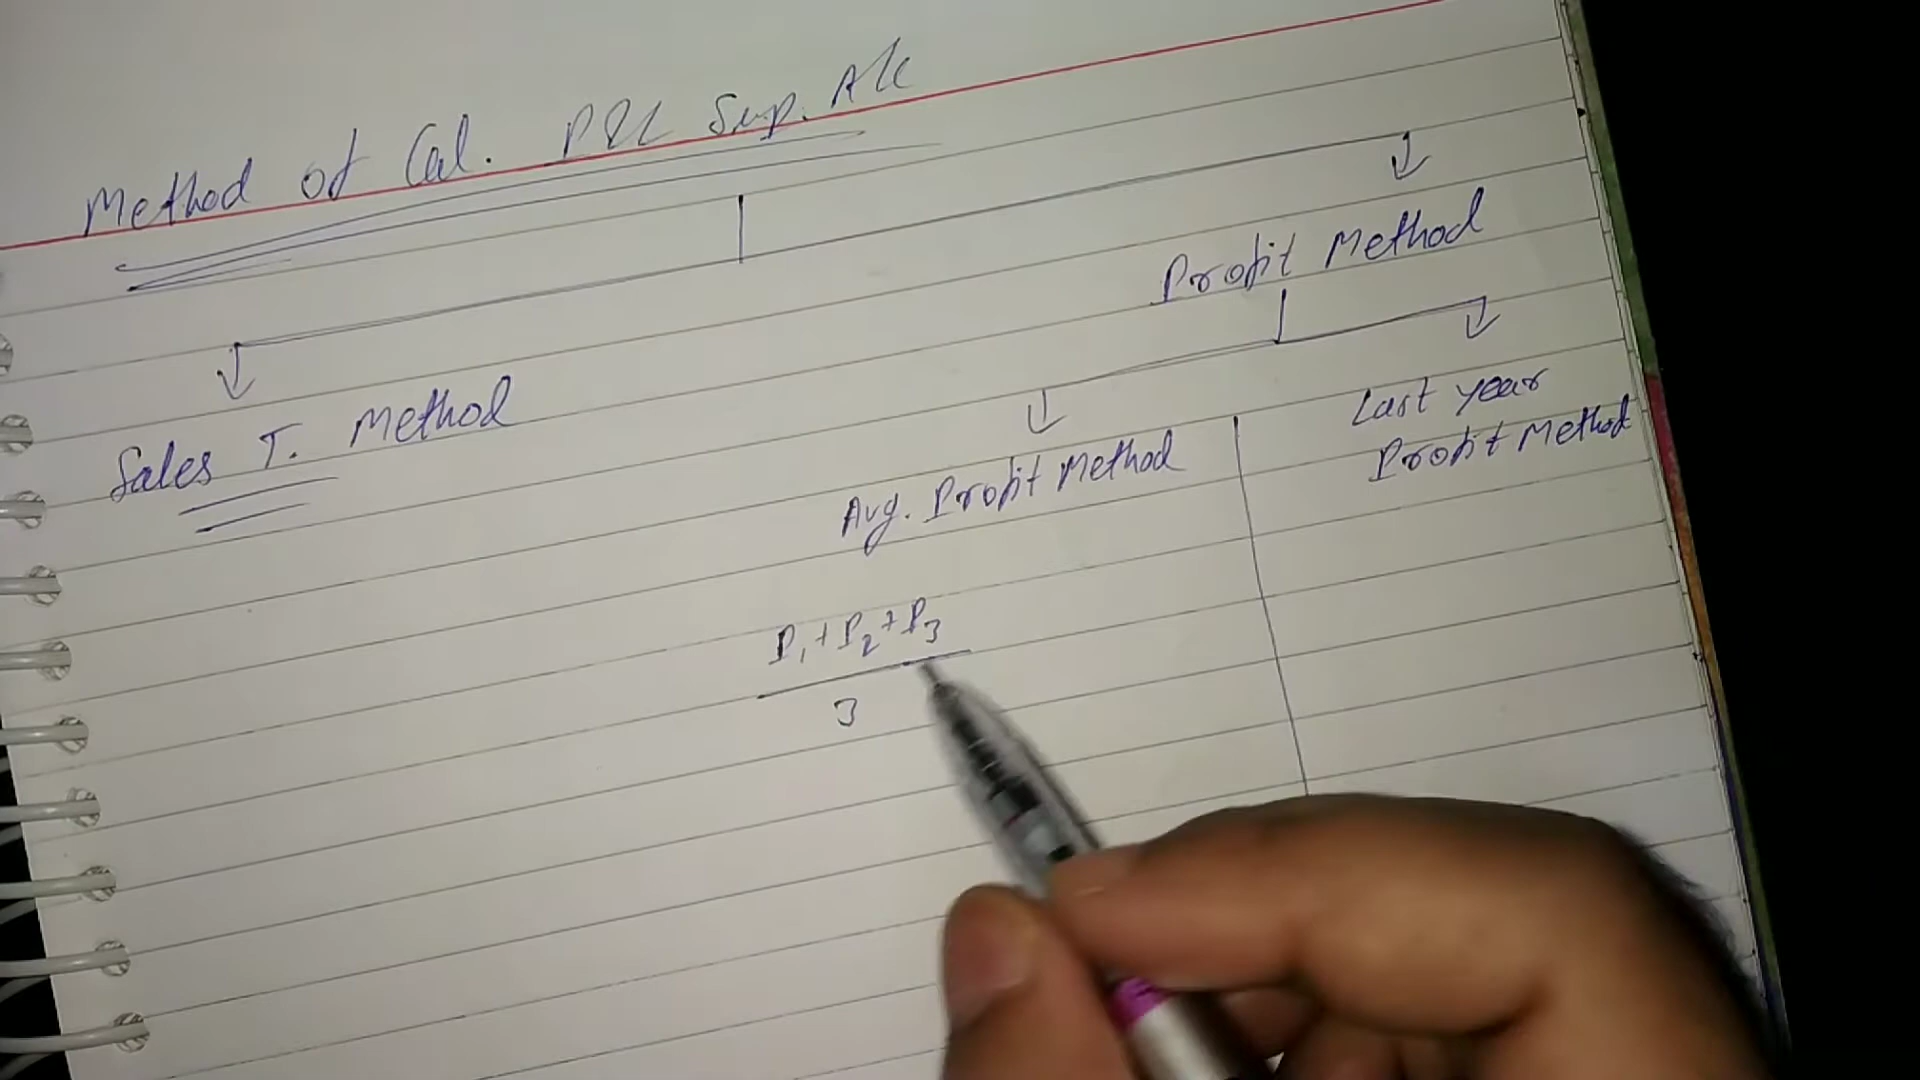 Method of Cal. P&L Sup. A/c
Profit Method
Sales T. Method
Avg. Profit Method
Last year
Profit Method
P₁+P₂+P₃
3